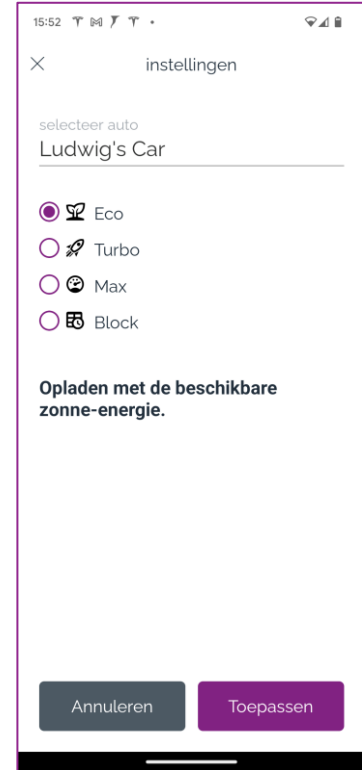 15:52
instellingen
selecteer auto
Ludwig's Car
Eco
Turbo
Max
Block
Opladen met de beschikbare
zonne-energie.
Annuleren
Toepassen